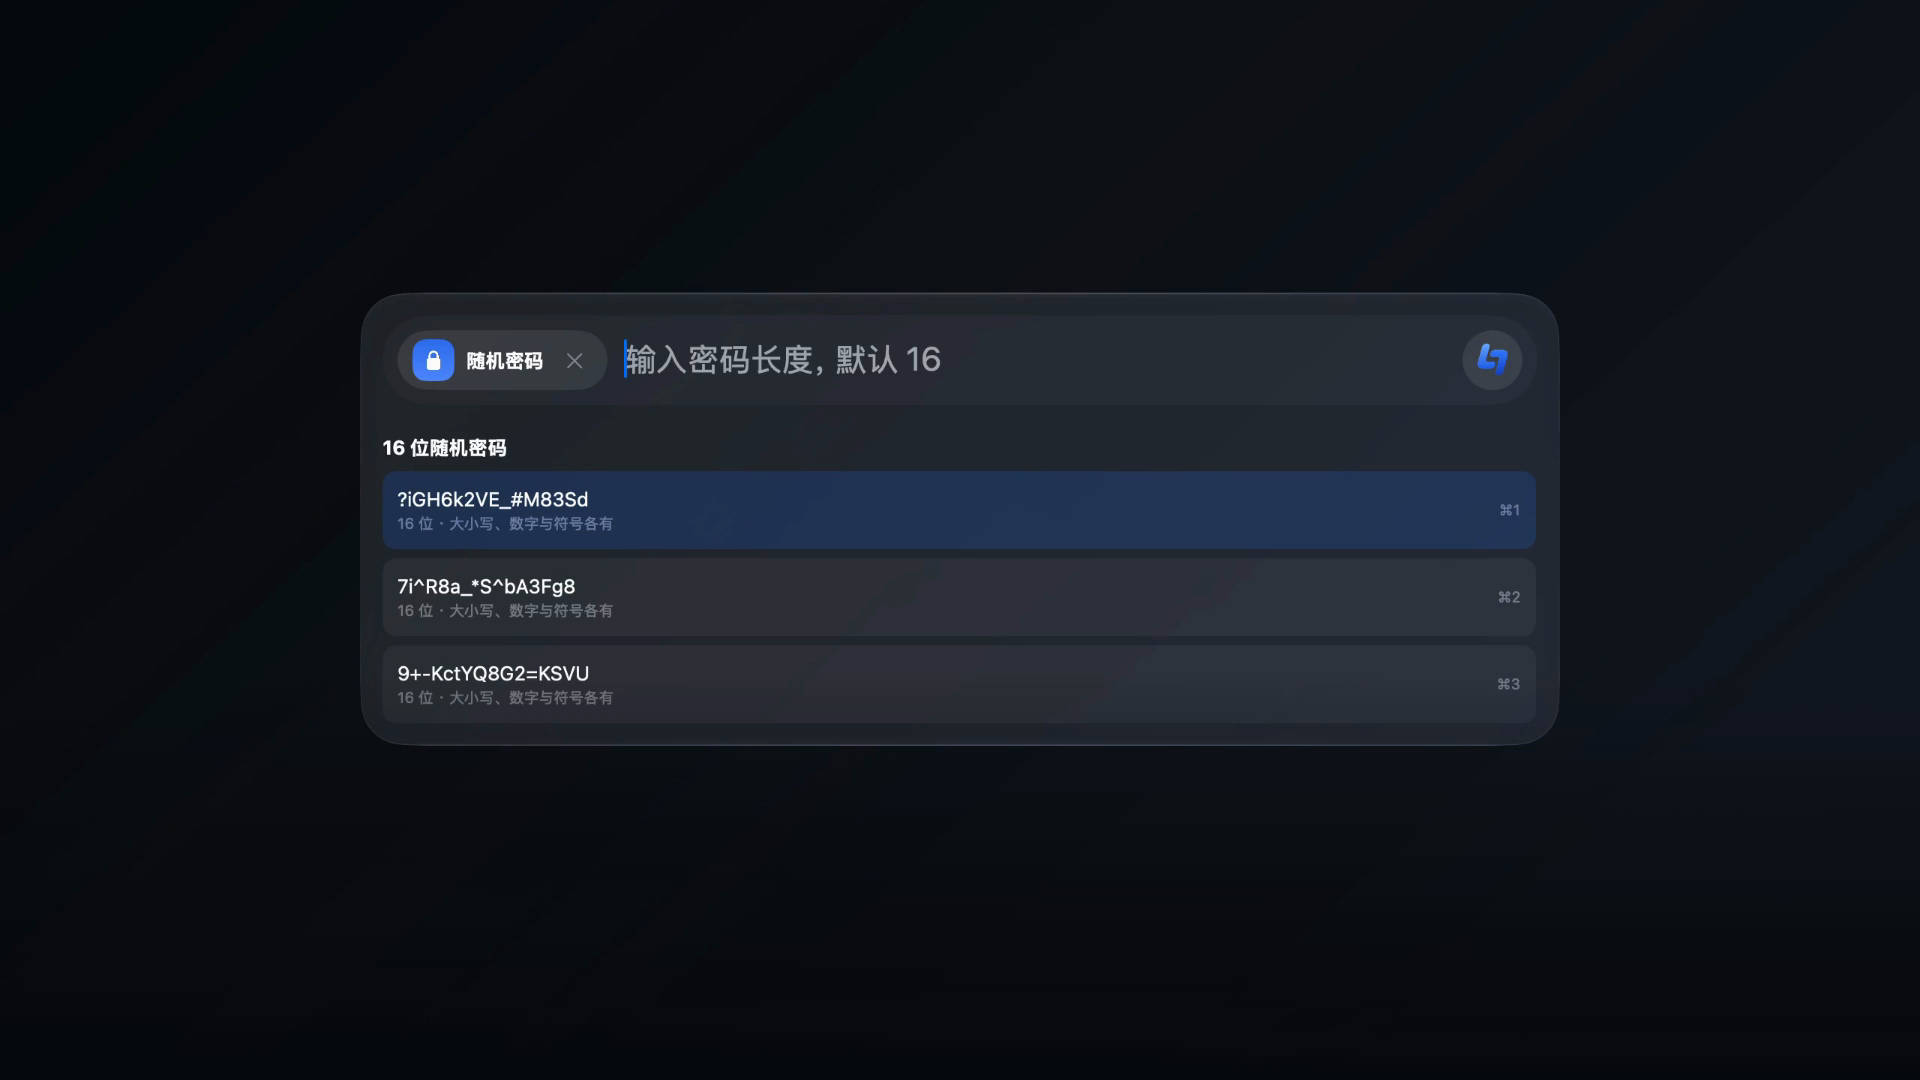 随机密码
输入密码长度, 默认 16
16 位随机密码
?iGH6k2VE_#M83Sd
16 位 · 大小写、数字与符号各有
⌘1
7i^R8a_*S^bA3Fg8
16 位 · 大小写、数字与符号各有
⌘2
9+-KctYQ8G2=KSVU
16 位 · 大小写、数字与符号各有
⌘3